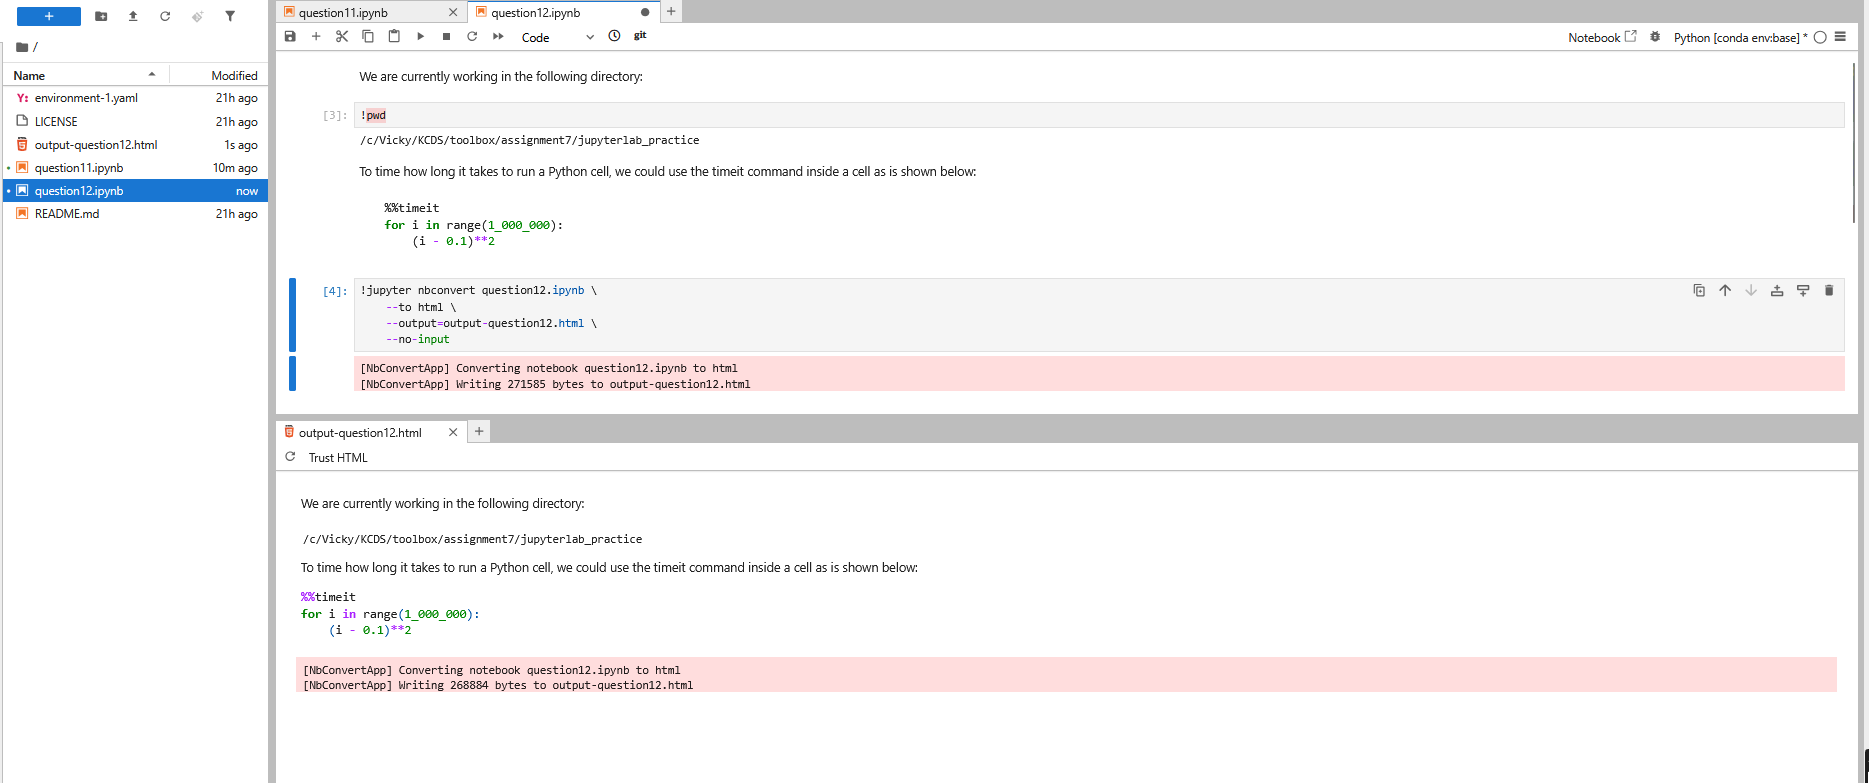 /
Name Modified
Y: environment-1.yaml 21h ago
LICENSE 21h ago
output-question12.html 1s ago
question11.ipynb 10m ago
question12.ipynb now
README.md 21h ago
question11.ipynb question12.ipynb
Code git Notebook Python [conda env:base] *
We are currently working in the following directory:
[3]: !pwd
/c/Vicky/KCDS/toolbox/assignment7/jupyterlab_practice
To time how long it takes to run a Python cell, we could use the timeit command inside a cell as is shown below:
%%timeit
for i in range(1_000_000):
    (i - 0.1)**2
[4]: !jupyter nbconvert question12.ipynb \
    --to html \
    --output=output-question12.html \
    --no-input
[NbConvertApp] Converting notebook question12.ipynb to html
[NbConvertApp] Writing 271585 bytes to output-question12.html
output-question12.html
Trust HTML
We are currently working in the following directory:
/c/Vicky/KCDS/toolbox/assignment7/jupyterlab_practice
To time how long it takes to run a Python cell, we could use the timeit command inside a cell as is shown below:
%%timeit
for i in range(1_000_000):
    (i - 0.1)**2
[NbConvertApp] Converting notebook question12.ipynb to html
[NbConvertApp] Writing 268884 bytes to output-question12.html